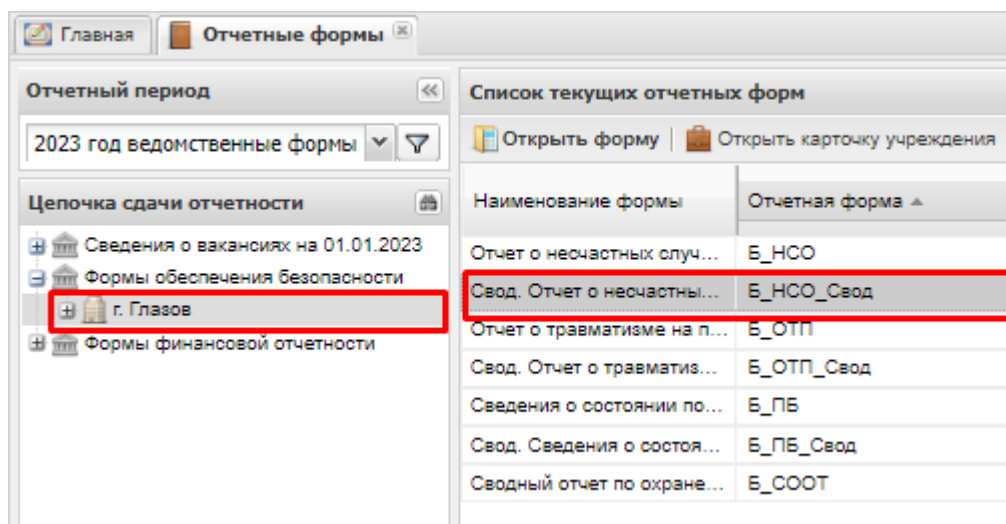 Главная
Отчетные формы
Отчетный период
2023 год ведомственные формы
Цепочка сдачи отчетности
Сведения о вакансиях на 01.01.2023
Формы обеспечения безопасности
г. Глазов
Формы финансовой отчетности
Список текущих отчетных форм
Открыть форму
Открыть карточку учреждения
Наименование формы Отчетная форма
Отчет о несчастных случ... Б_НСО
Свод. Отчет о несчастны... Б_НСО_Свод
Отчет о травматизме на п... Б_ОТП
Свод. Отчет о травматиз... Б_ОТП_Свод
Сведения о состоянии по... Б_ПБ
Свод. Сведения о состоя... Б_ПБ_Свод
Сводный отчет по охране... Б_СООТ